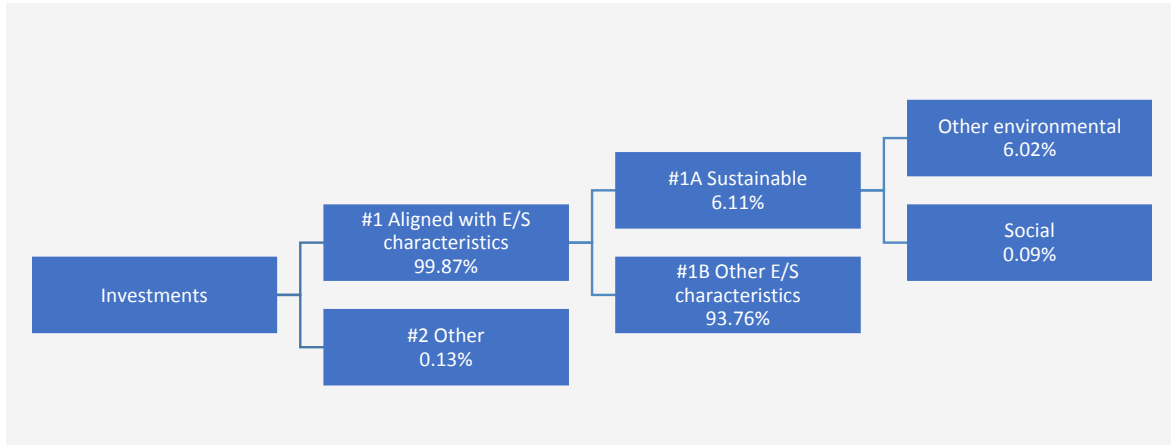 Investments
#1 Aligned with E/S
characteristics
99.87%
#2 Other
0.13%
#1A Sustainable
6.11%
#1B Other E/S
characteristics
93.76%
Other environmental
6.02%
Social
0.09%